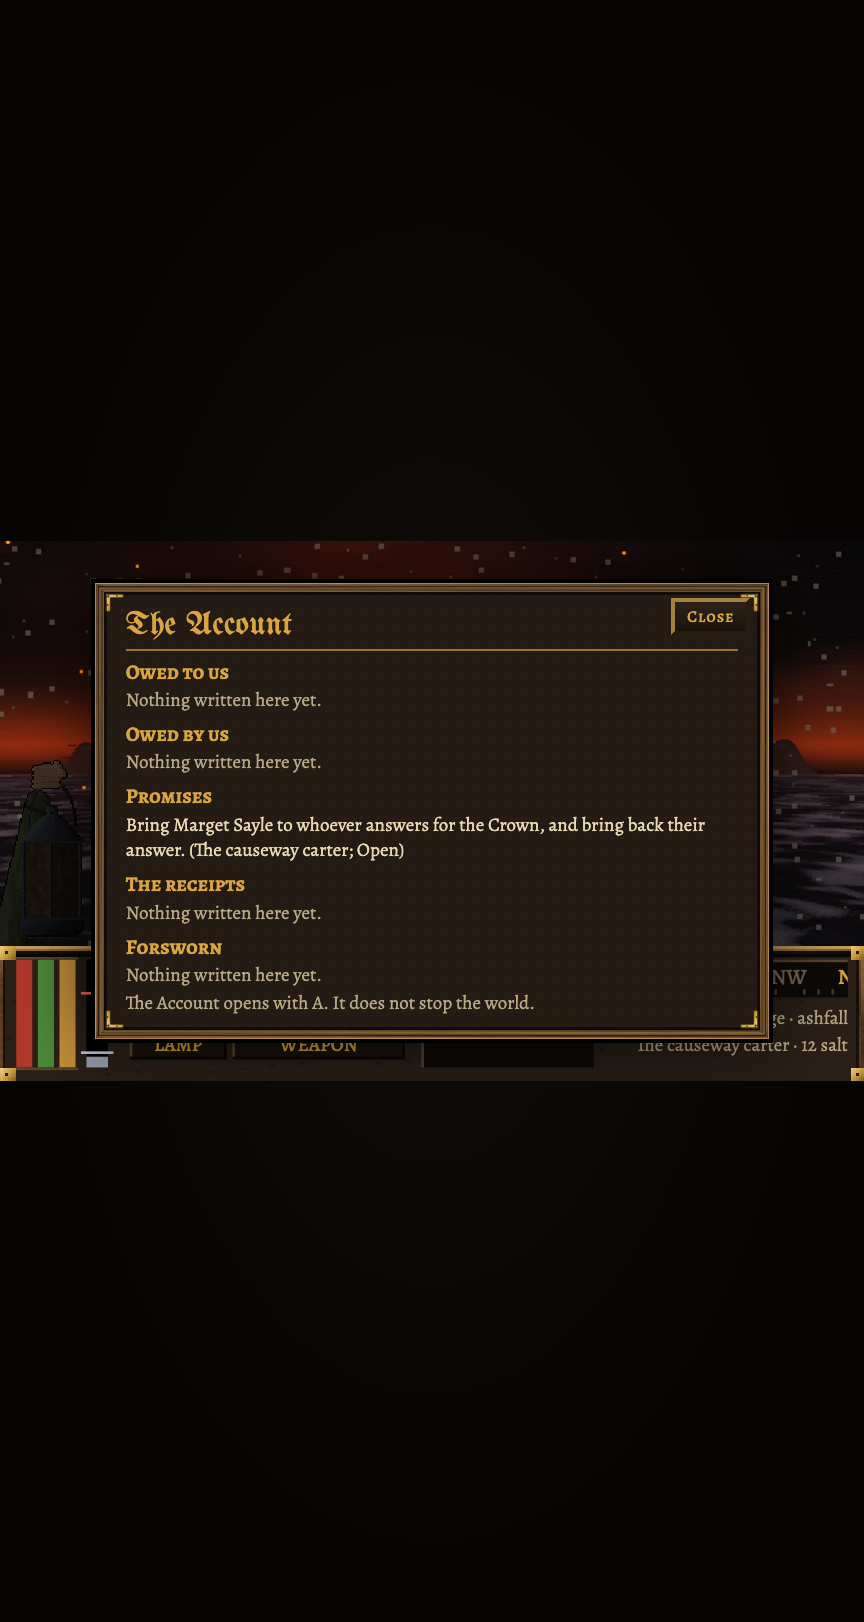 The Account
Close
Owed to us
Nothing written here yet.
Owed by us
Nothing written here yet.
Promises
Bring Marget Sayle to whoever answers for the Crown, and bring back their
answer. (The causeway carter; Open)
The receipts
Nothing written here yet.
Forsworn
Nothing written here yet.
The Account opens with A. It does not stop the world.
NW
· ashfall
LAMP
WEAPON
The causeway carter · 12 salt